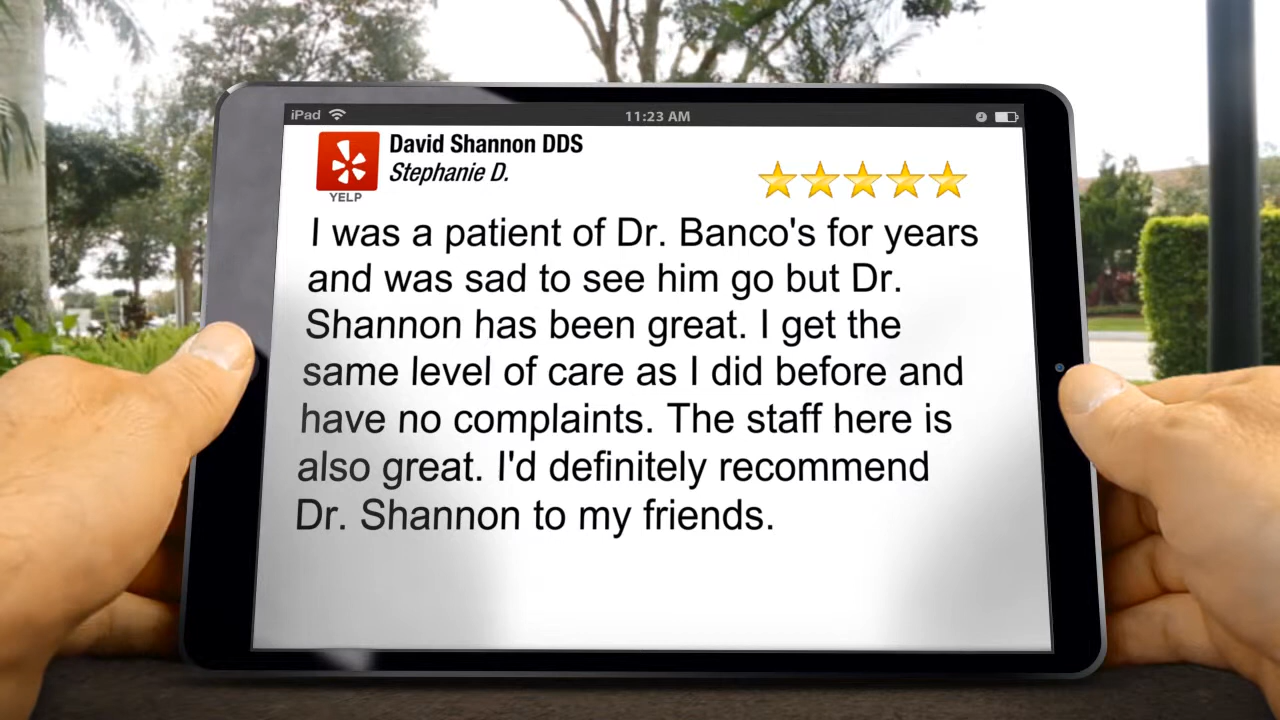 iPad 11:23 AM
David Shannon DDS
Stephanie D.
YELP
I was a patient of Dr. Banco's for years
and was sad to see him go but Dr.
Shannon has been great. I get the
same level of care as I did before and
have no complaints. The staff here is
also great. I'd definitely recommend
Dr. Shannon to my friends.